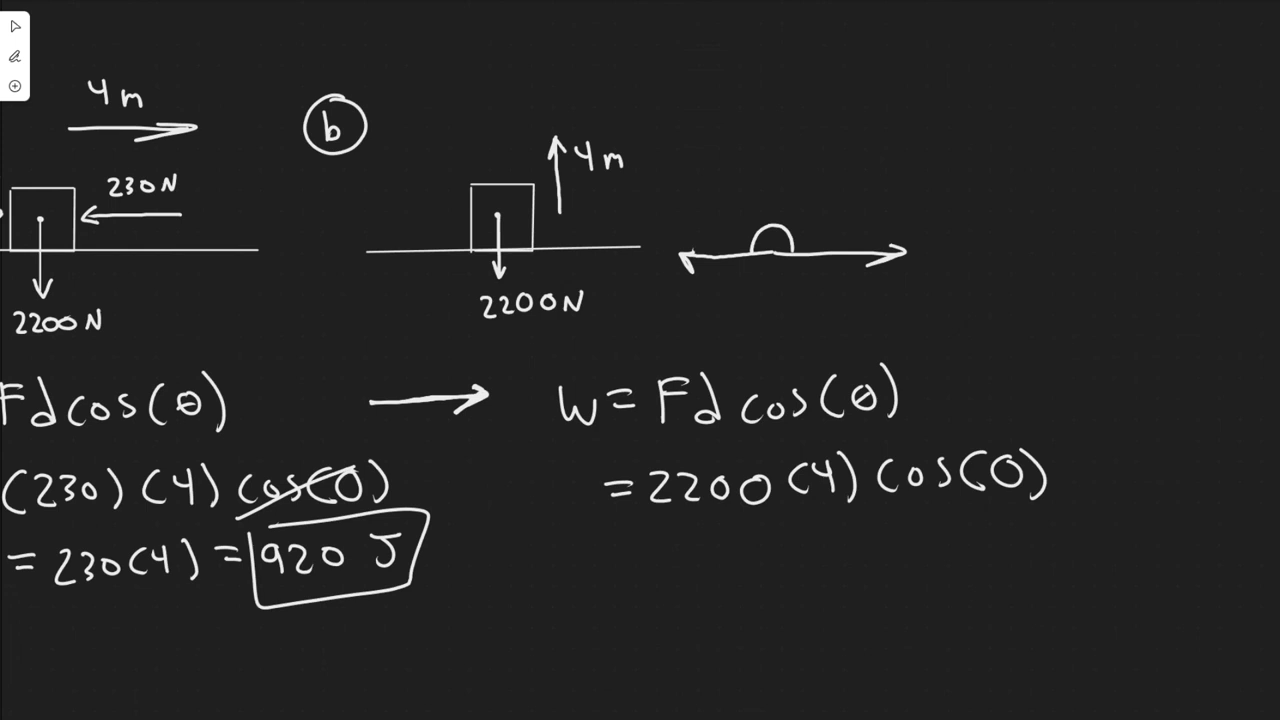 4 m
230 N
2200 N
Fd cos(θ)
(230) (4) cos(0)
= 230(4) = 920 J
b
4 m
2200 N
W = Fd cos(θ)
= 2200 (4) cos(0)